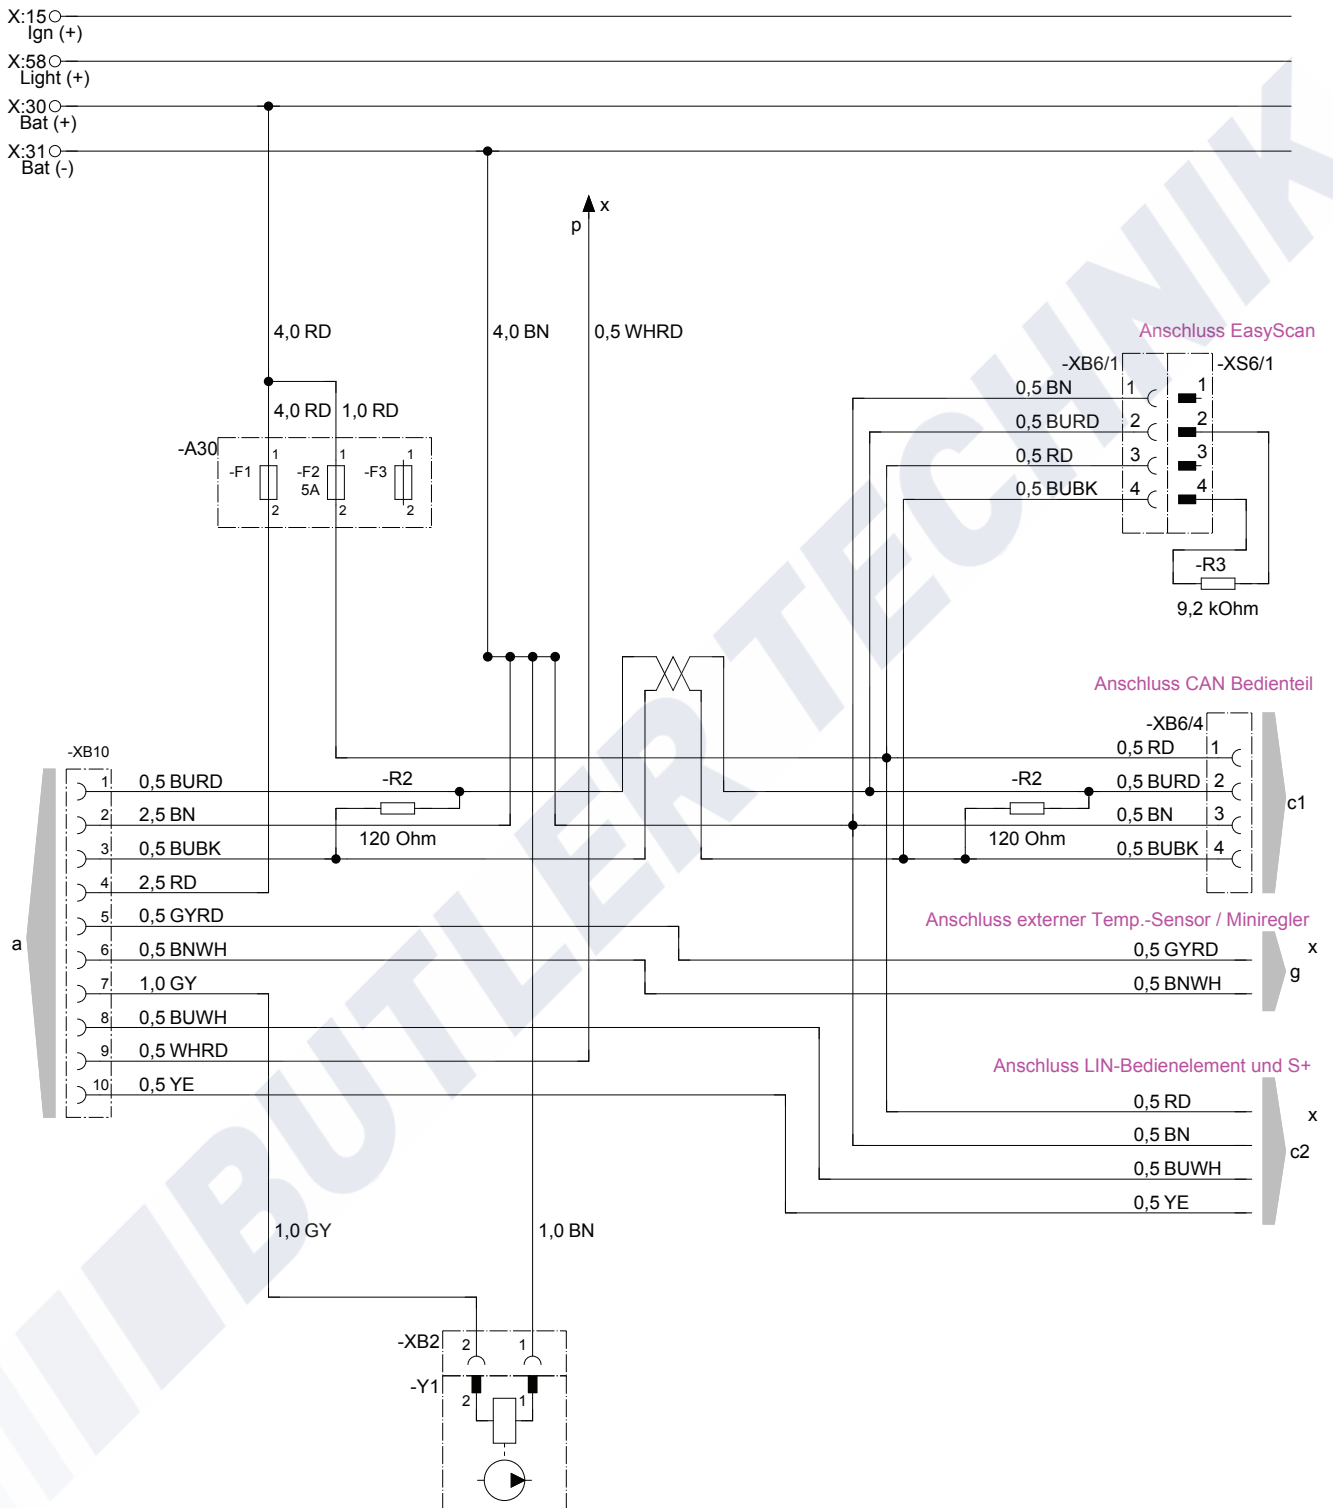 X:15
Ign (+)
X:58
Light (+)
X:30
Bat (+)
X:31
Bat (-)
x
p
4,0 RD
4,0 BN
0,5 WHRD
Anschluss EasyScan
-XB6/1
-XS6/1
0,5 BN
1
1
4,0 RD
1,0 RD
0,5 BURD
2
2
-A30
1
1
1
0,5 RD
3
3
-F1
-F2
-F3
5A
0,5 BUBK
4
4
2
2
2
-R3
9,2 kOhm
Anschluss CAN Bedienteil
-XB6/4
-XB10
0,5 RD
1
1
0,5 BURD
-R2
-R2
0,5 BURD
2
c1
2
2,5 BN
0,5 BN
3
120 Ohm
120 Ohm
3
0,5 BUBK
0,5 BUBK
4
4
2,5 RD
5
0,5 GYRD
Anschluss externer Temp.-Sensor / Miniregler
a
6
0,5 BNWH
0,5 GYRD
x
g
7
1,0 GY
0,5 BNWH
8
0,5 BUWH
9
0,5 WHRD
Anschluss LIN-Bedienelement und S+
10
0,5 YE
0,5 RD
x
0,5 BN
c2
0,5 BUWH
0,5 YE
1,0 GY
1,0 BN
-XB2
2
1
-Y1
2
1
BUTLER TECHNIK